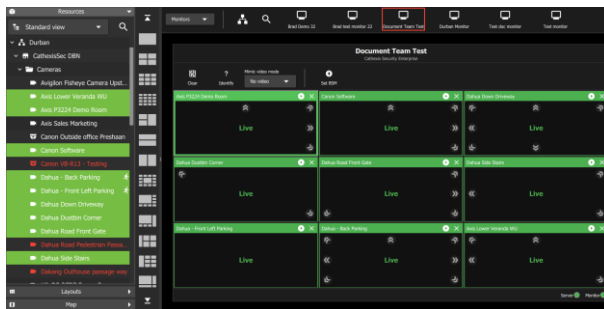 Resources
Standard view
Durban
CathexisSec DBN
Cameras
Avigilon Fisheye Camera Upst...
Axis Lower Veranda WU
Axis P3224 Demo Room
Axis Sales Marketing
Canon Outside office Preshaan
Canon Software
Canon VB-R13 - Testing
Dahua - Back Parking
Dahua - Front Left Parking
Dahua Down Driveway
Dahua Dustbin Corner
Dahua Road Front Gate
Dahua Road Pedestrian Passa...
Dahua Side Stairs
Dakang Outhouse passage way
Layouts
Map
Monitors
Brad Demo 32
Brad test monitor 32
Document Team Test
Durban Monitor
Test doc monitor
Test monitor
Document Team Test
Cathexis Security Enterprise
Clear
Identify
Mimic video mode
No video
Set BSM
Axis P3224 Demo Room
Canon Software
Dahua Down Driveway
Live
Live
Live
Dahua Dustbin Corner
Dahua Road Front Gate
Dahua Side Stairs
Live
Live
Live
Dahua - Front Left Parking
Dahua - Back Parking
Axis Lower Veranda WU
Live
Live
Live
Server
Monitor